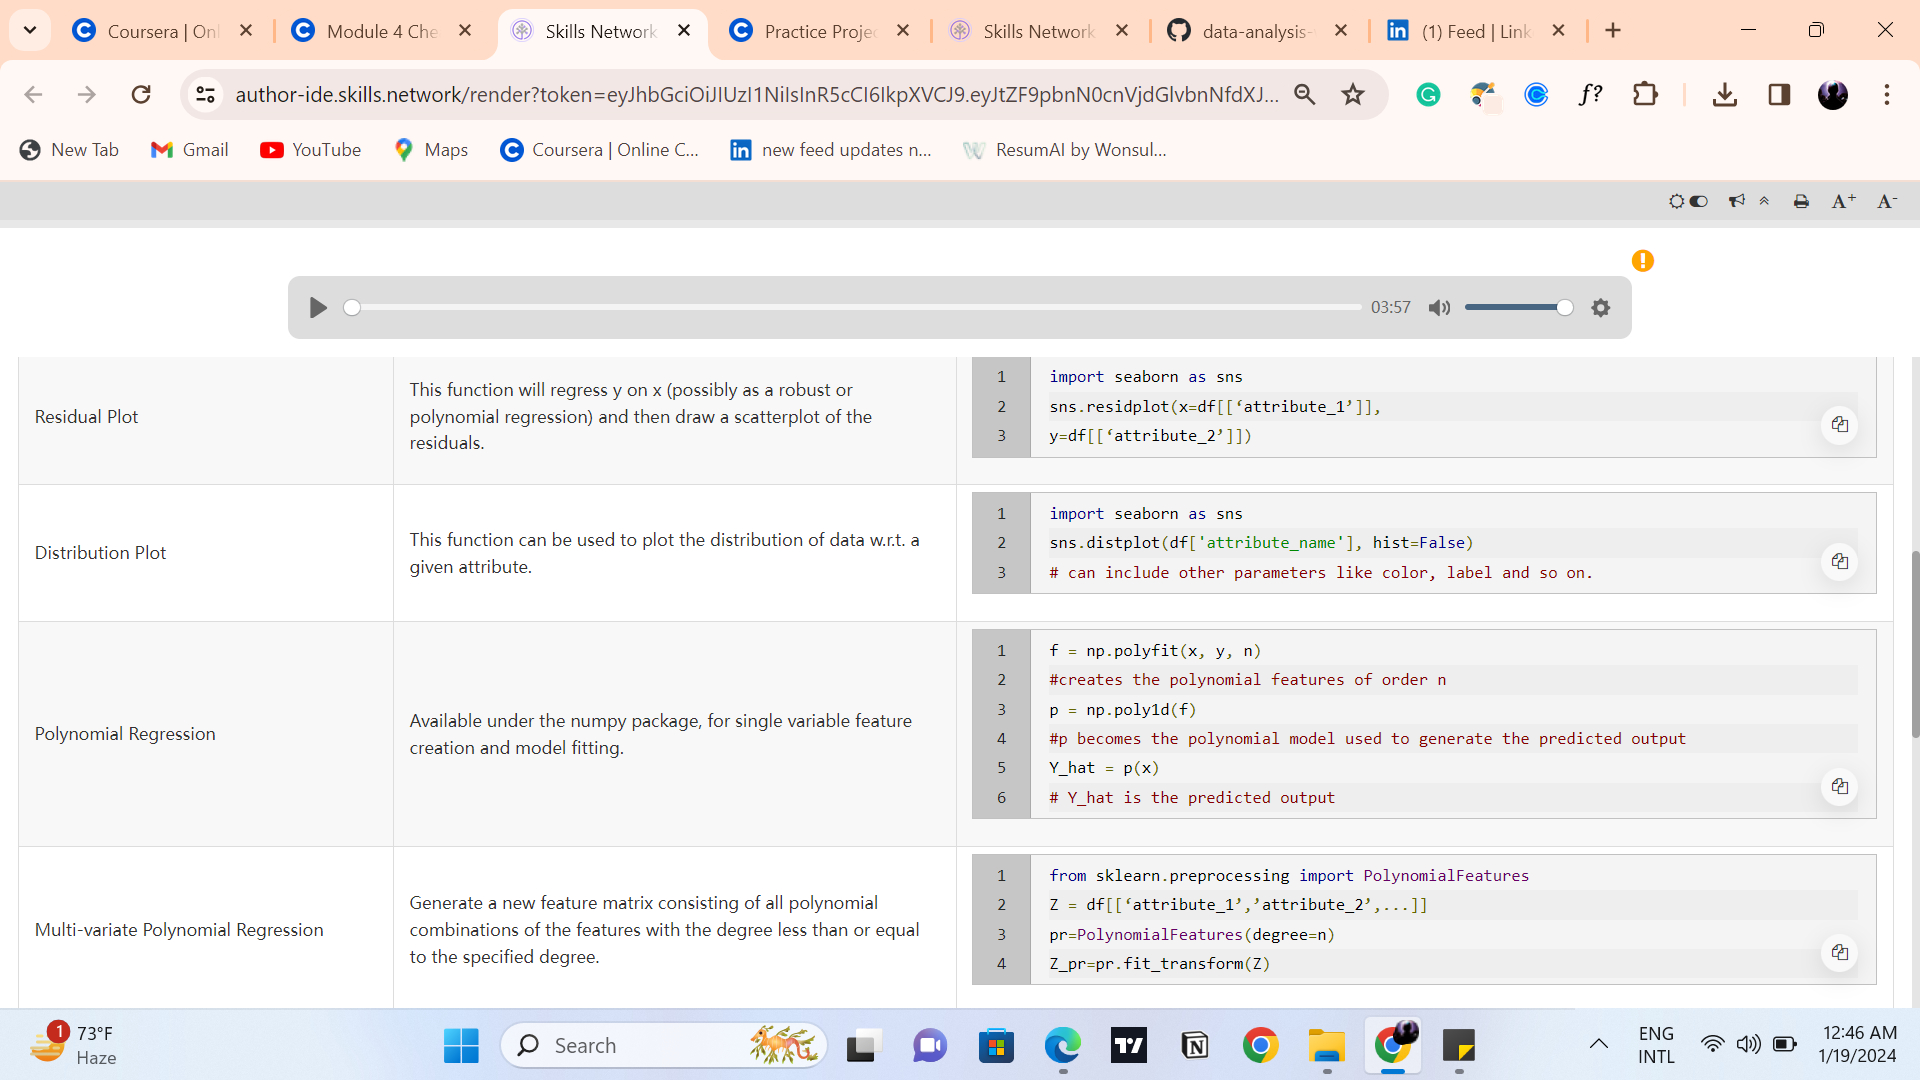 Coursera | Onl
Module 4 Che
Skills Network
Practice Projec
Skills Network
data-analysis-
(1) Feed | Link
author-ide.skills.network/render?token=eyJhbGciOiJIUzI1NiIsInR5cCI6IkpXVCJ9.eyJtZF9pbnN0cnVjdGlvbnNfdXJ...
f?
New Tab
Gmail
YouTube
Maps
Coursera | Online C...
new feed updates n...
ResumAI by Wonsul...
A+
A-
03:57
Residual Plot
This function will regress y on x (possibly as a robust or
polynomial regression) and then draw a scatterplot of the
residuals.
1 import seaborn as sns
2 sns.residplot(x=df[[‘attribute_1’]],
3 y=df[[‘attribute_2’]])
Distribution Plot
This function can be used to plot the distribution of data w.r.t. a
given attribute.
1 import seaborn as sns
2 sns.distplot(df['attribute_name'], hist=False)
3 # can include other parameters like color, label and so on.
Polynomial Regression
Available under the numpy package, for single variable feature
creation and model fitting.
1 f = np.polyfit(x, y, n)
2 #creates the polynomial features of order n
3 p = np.poly1d(f)
4 #p becomes the polynomial model used to generate the predicted output
5 Y_hat = p(x)
6 # Y_hat is the predicted output
Multi-variate Polynomial Regression
Generate a new feature matrix consisting of all polynomial
combinations of the features with the degree less than or equal
to the specified degree.
1 from sklearn.preprocessing import PolynomialFeatures
2 Z = df[[‘attribute_1’,’attribute_2’,...]]
3 pr=PolynomialFeatures(degree=n)
4 Z_pr=pr.fit_transform(Z)
1
73°F
Haze
Search
ENG
INTL
12:46 AM
1/19/2024